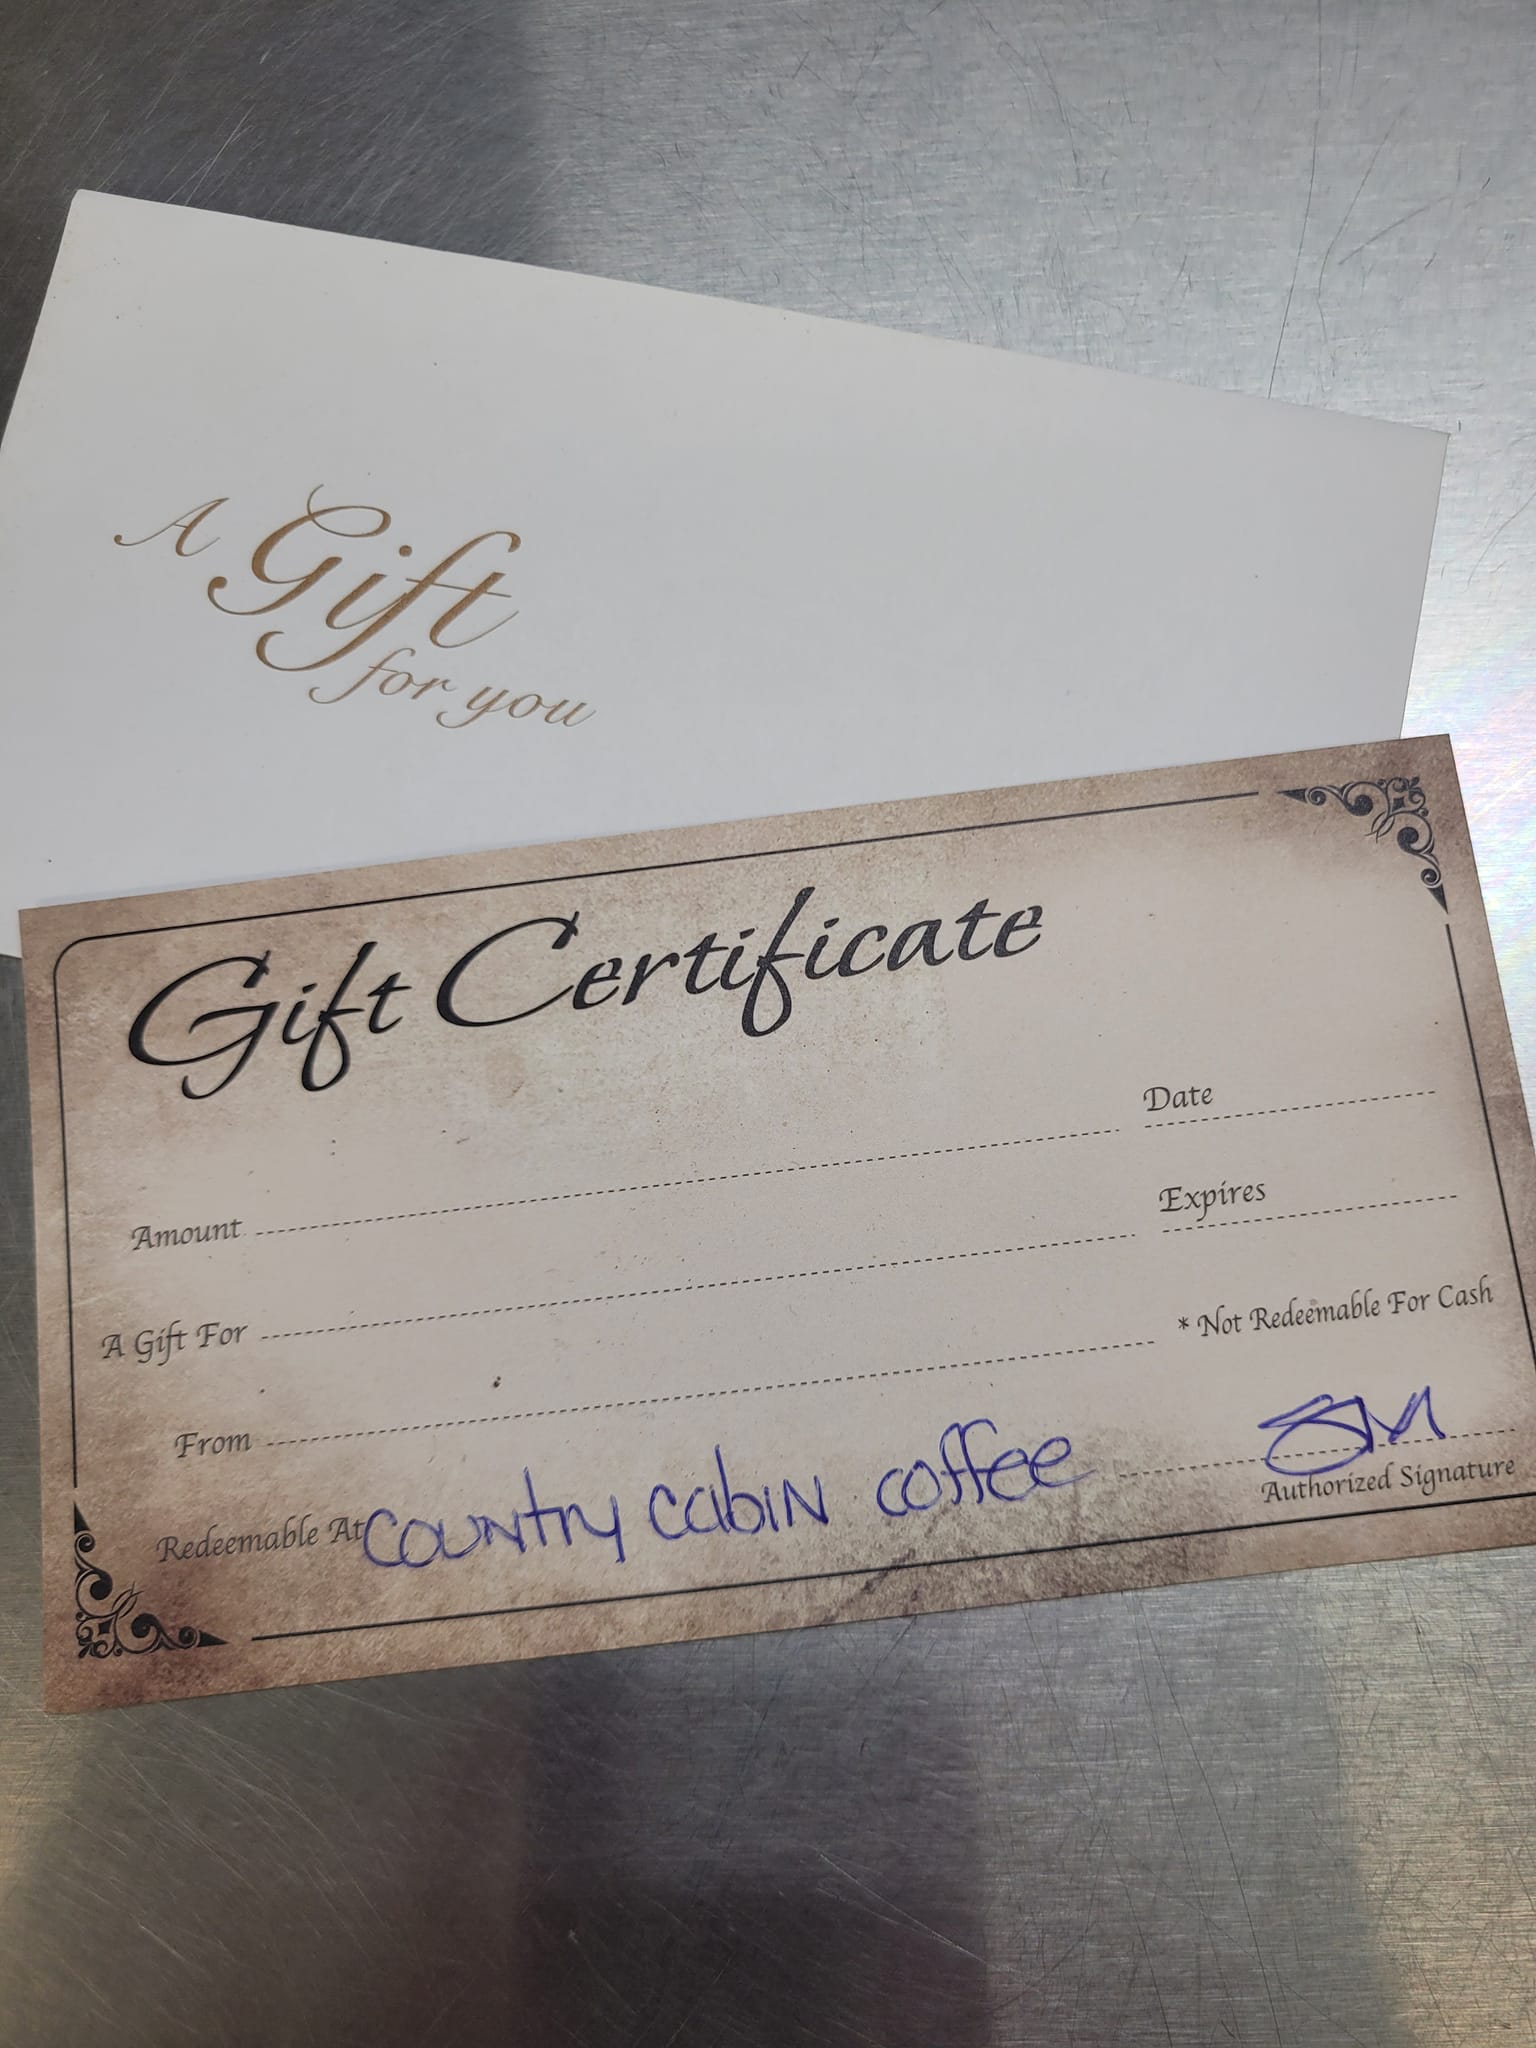 A Gift
for you
Gift Certificate
Date
Amount
Expires
A Gift For
* Not Redeemable For Cash
From
Authorized Signature
Redeemable At country cabin coffee